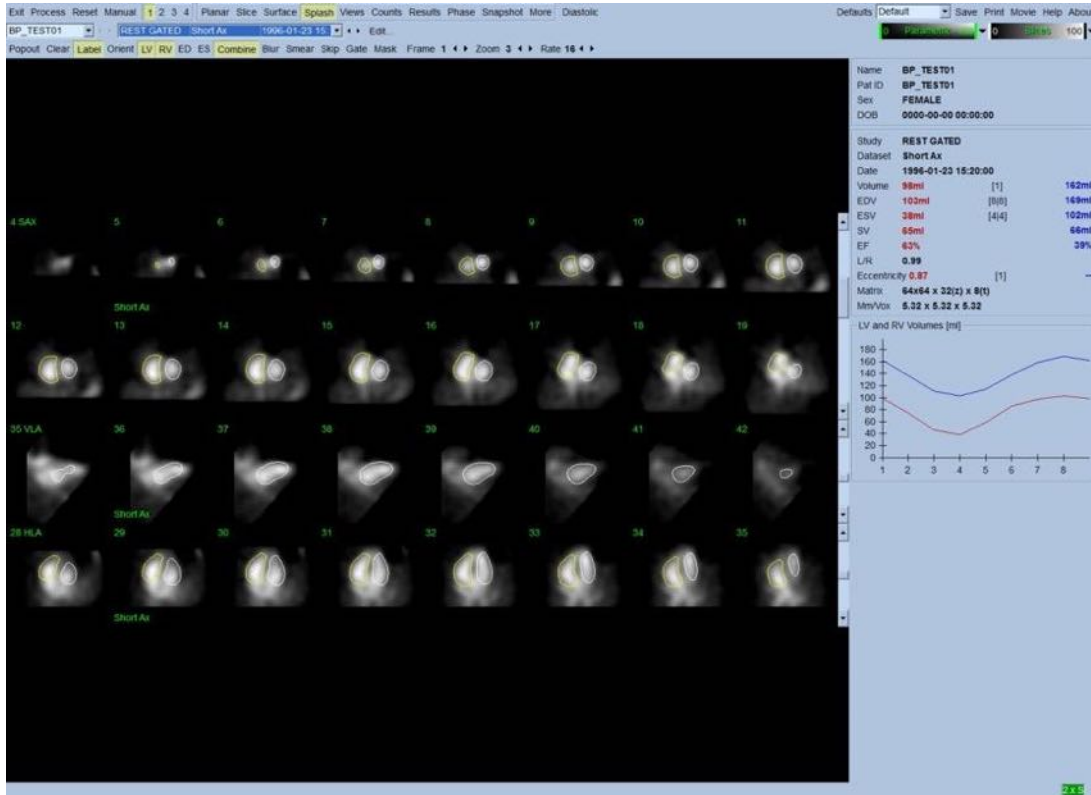 Exit Process Reset Manual 1 2 3 4 Planar Slice Surface Splash Views Counts Results Phase Snapshot More Diastolic
Defaults Default Save Print Movie Help Abou
BP_TEST01 REST GATED Short Ax 1996-01-23 15: Edit...
0 Parametric 0 Slices 100
Popout Clear Label Orient LV RV ED ES Combine Blur Smear Skip Gate Mask Frame 1 Zoom 3 Rate 16
Name BP_TEST01
Pat ID BP_TEST01
Sex FEMALE
DOB 0000-00-00 00:00:00
Study REST GATED
Dataset Short Ax
Date 1996-01-23 15:20:00
Volume 98ml [1] 162ml
EDV 103ml [8|8] 169ml
ESV 38ml [4|4] 102ml
SV 65ml 66ml
EF 63% 39%
L/R 0.99
Eccentricity 0.87 [1]
Matrix 64x64 x 32(z) x 8(t)
Mm/Vox 5.32 x 5.32 x 5.32
LV and RV Volumes [ml]
180
160
140
120
100
80
60
40
20
0
1 2 3 4 5 6 7 8
4 SAX 5 6 7 8 9 10 11
Short Ax
12 13 14 15 16 17 18 19
35 VLA 36 37 38 39 40 41 42
Short Ax
28 HLA 29 30 31 32 33 34 35
Short Ax